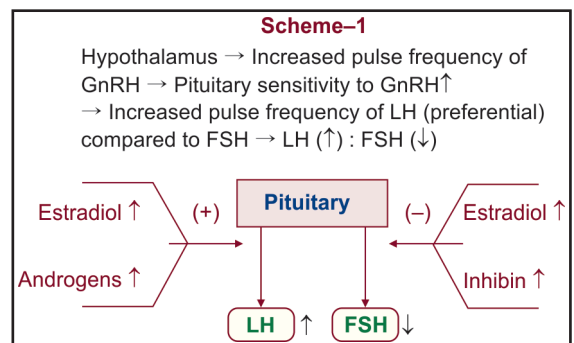 Scheme–1
Hypothalamus → Increased pulse frequency of
GnRH → Pituitary sensitivity to GnRH↑
→ Increased pulse frequency of LH (preferential)
compared to FSH → LH (↑) : FSH (↓)
Estradiol ↑ (+) Pituitary (–) Estradiol ↑
Androgens ↑ Inhibin ↑
LH ↑ FSH ↓